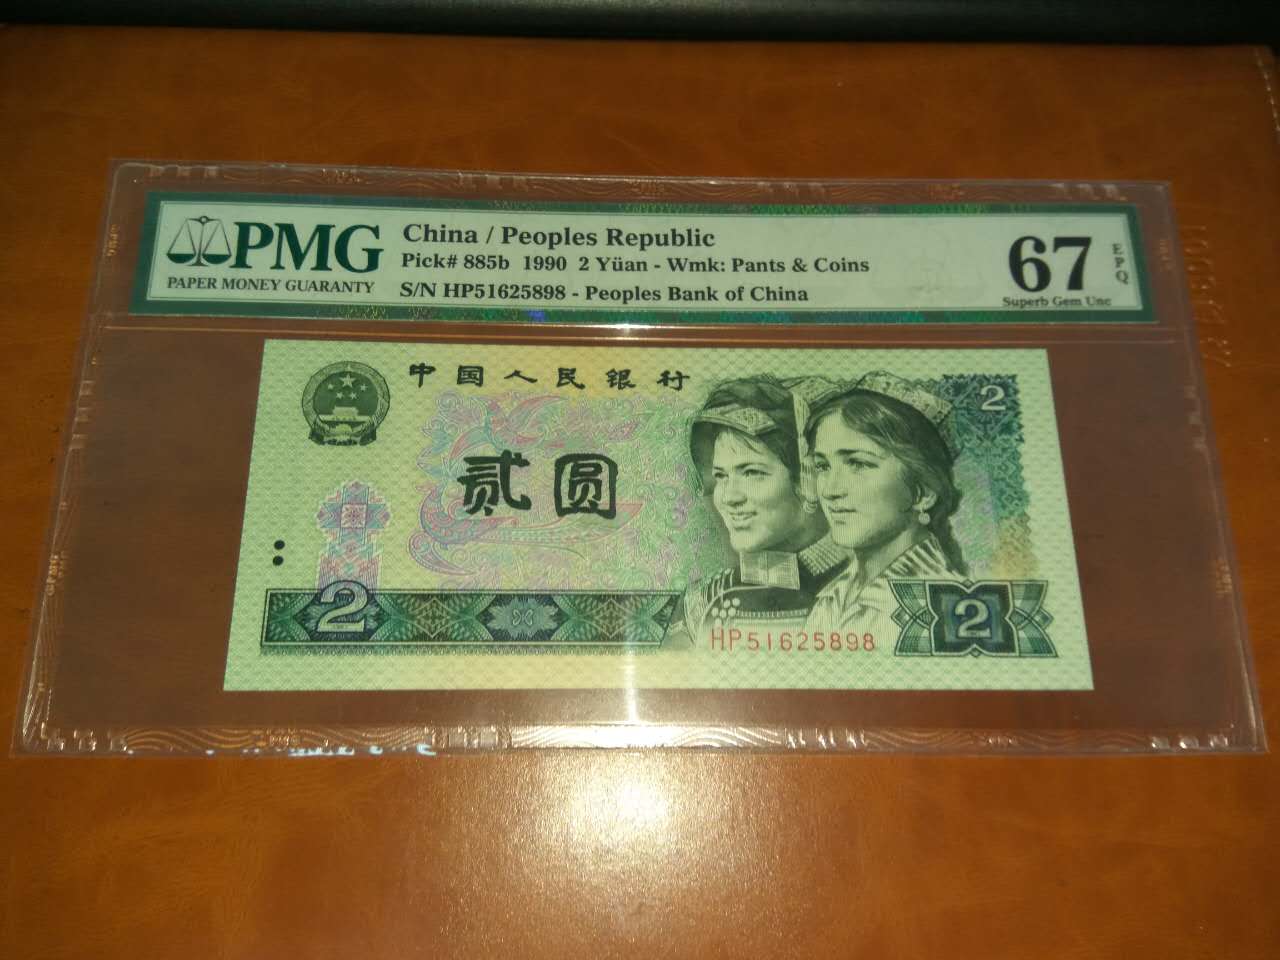 PMG
PAPER MONEY GUARANTY
China / Peoples Republic
Pick# 885b 1990 2 Yüan - Wmk: Pants & Coins
S/N HP51625898 - Peoples Bank of China
67
EPQ
Superb Gem Unc
中国人民银行
2
贰圆
2
HP51625898
2